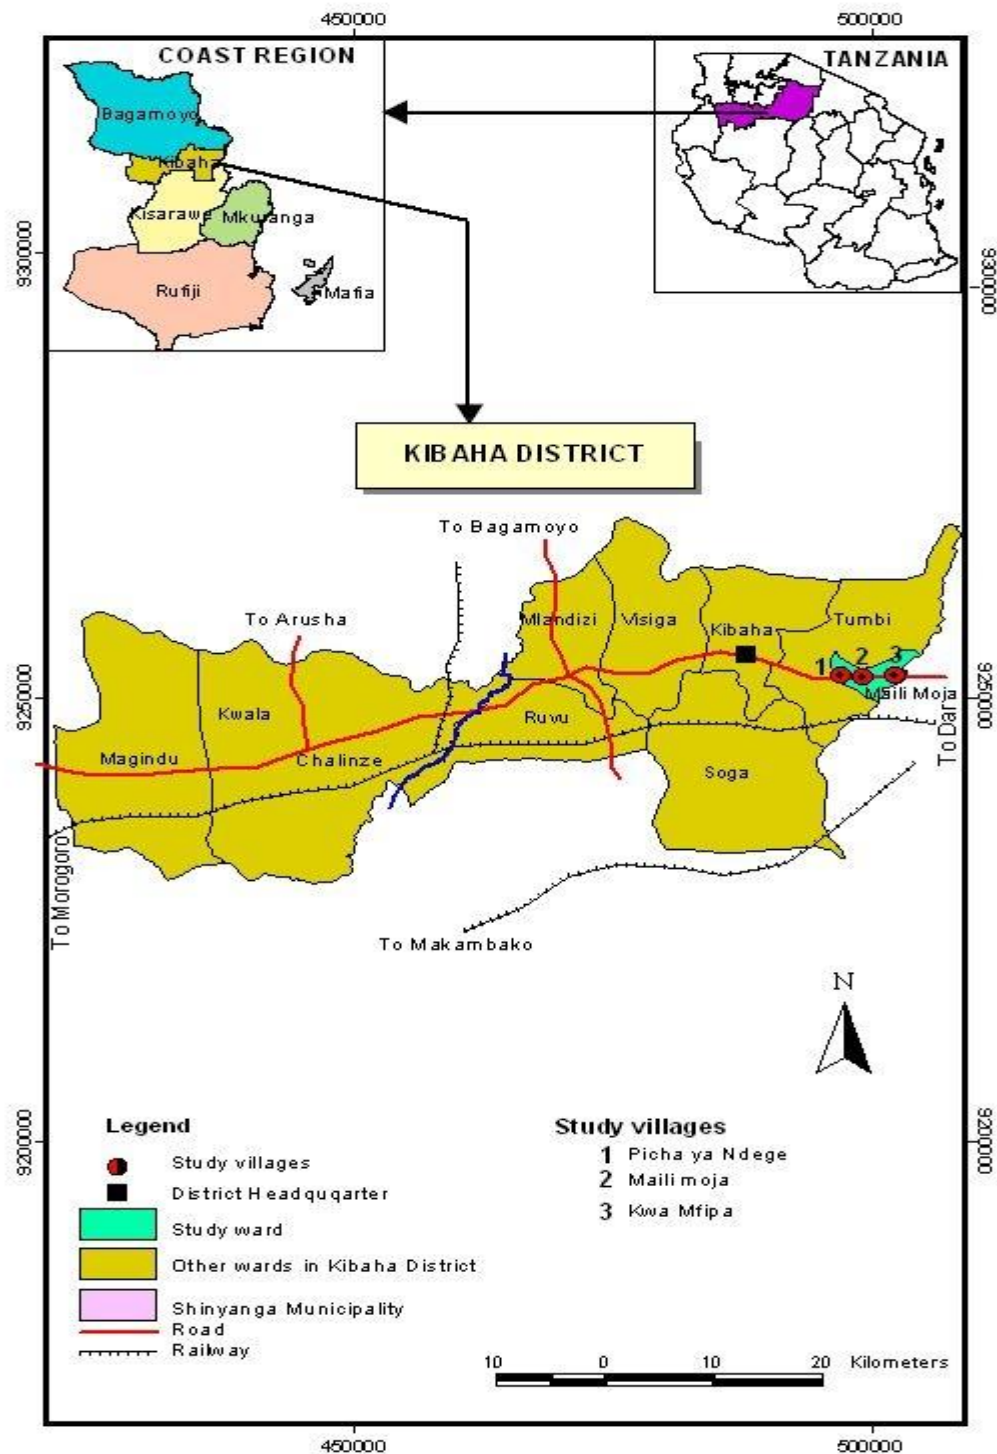 450000 500000
COAST REGION
TANZANIA
Bagamoyo
Kibaha
Kisarawe
Mkuranga
Rufiji
Mafia
9300000 9300000
KIBAHA DISTRICT
To Bagamoyo
To Arusha
Mlandizi Visiga Kibaha Tumbi
1 2 3
Maili Moja
9250000 9250000
Kwala
Ruvu
Magindu Chalinze
Soga
To Dar
To Morogoro
To Makambako
N
9200000 9200000
Legend
Study villages
District Headquqarter
Study ward
Other wards in Kibaha District
Shinyanga Municipality
Road
Railway
Study villages
1 Picha ya Ndege
2 Maili moja
3 Kwa Mfipa
10 0 10 20 Kilometers
450000 500000